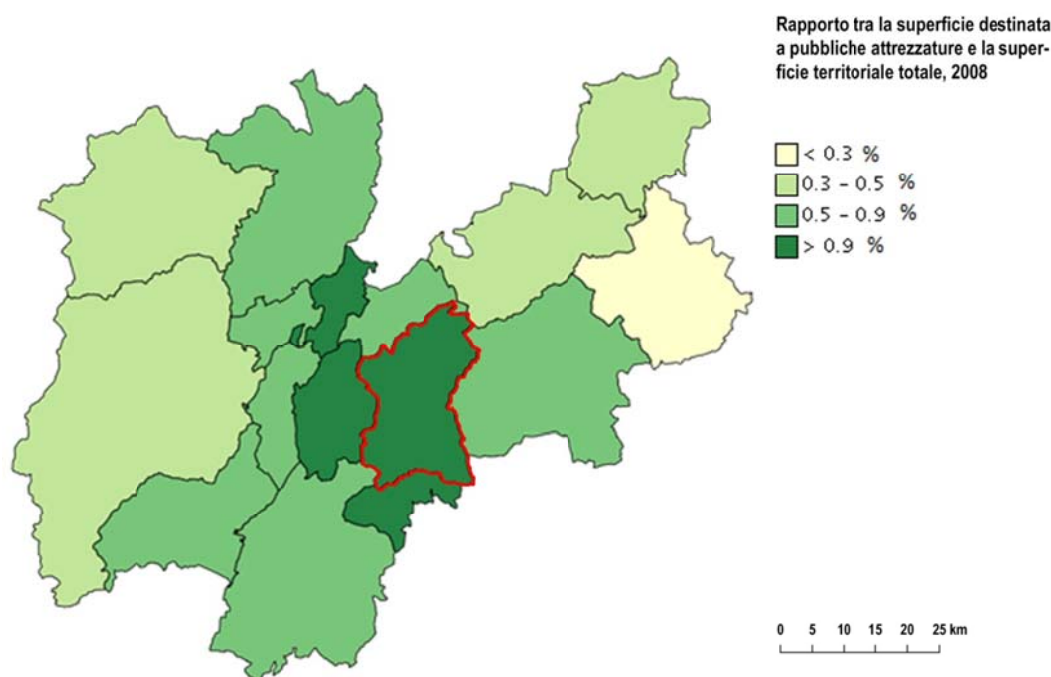 Rapporto tra la superficie destinata
a pubbliche attrezzature e la super-
ficie territoriale totale, 2008
< 0.3 %
0.3 – 0.5 %
0.5 – 0.9 %
> 0.9 %
0 5 10 15 20 25 km